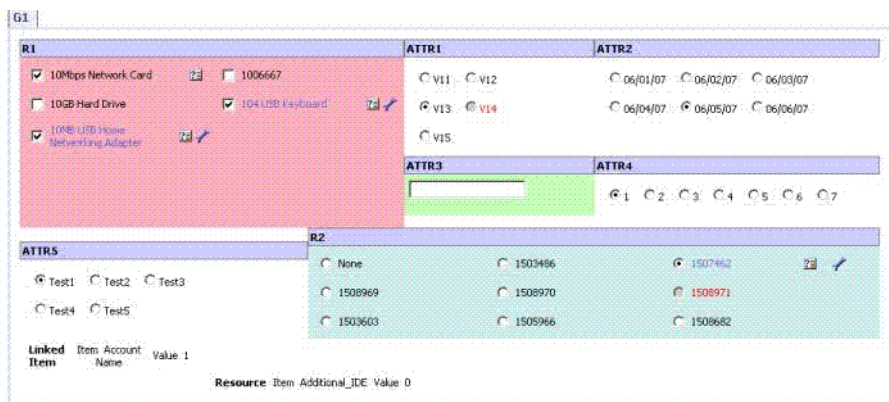 G1
R1
10Mbps Network Card
1006667
10GB Hard Drive
104 USB Keyboard
10MB USB Home
Networking Adapter
ATTR1
V11 V12
V13 V14
V15
ATTR2
06/01/07 06/02/07 06/03/07
06/04/07 06/05/07 06/06/07
ATTR3
ATTR4
1 2 3 4 5 6 7
ATTR5
Test1 Test2 Test3
Test4 Test5
R2
None 1503486 1507462
1508969 1508970 1508971
1503603 1505966 1508682
Linked Item Item Account Name Value 1
Resource Item Additional_IDE Value 0